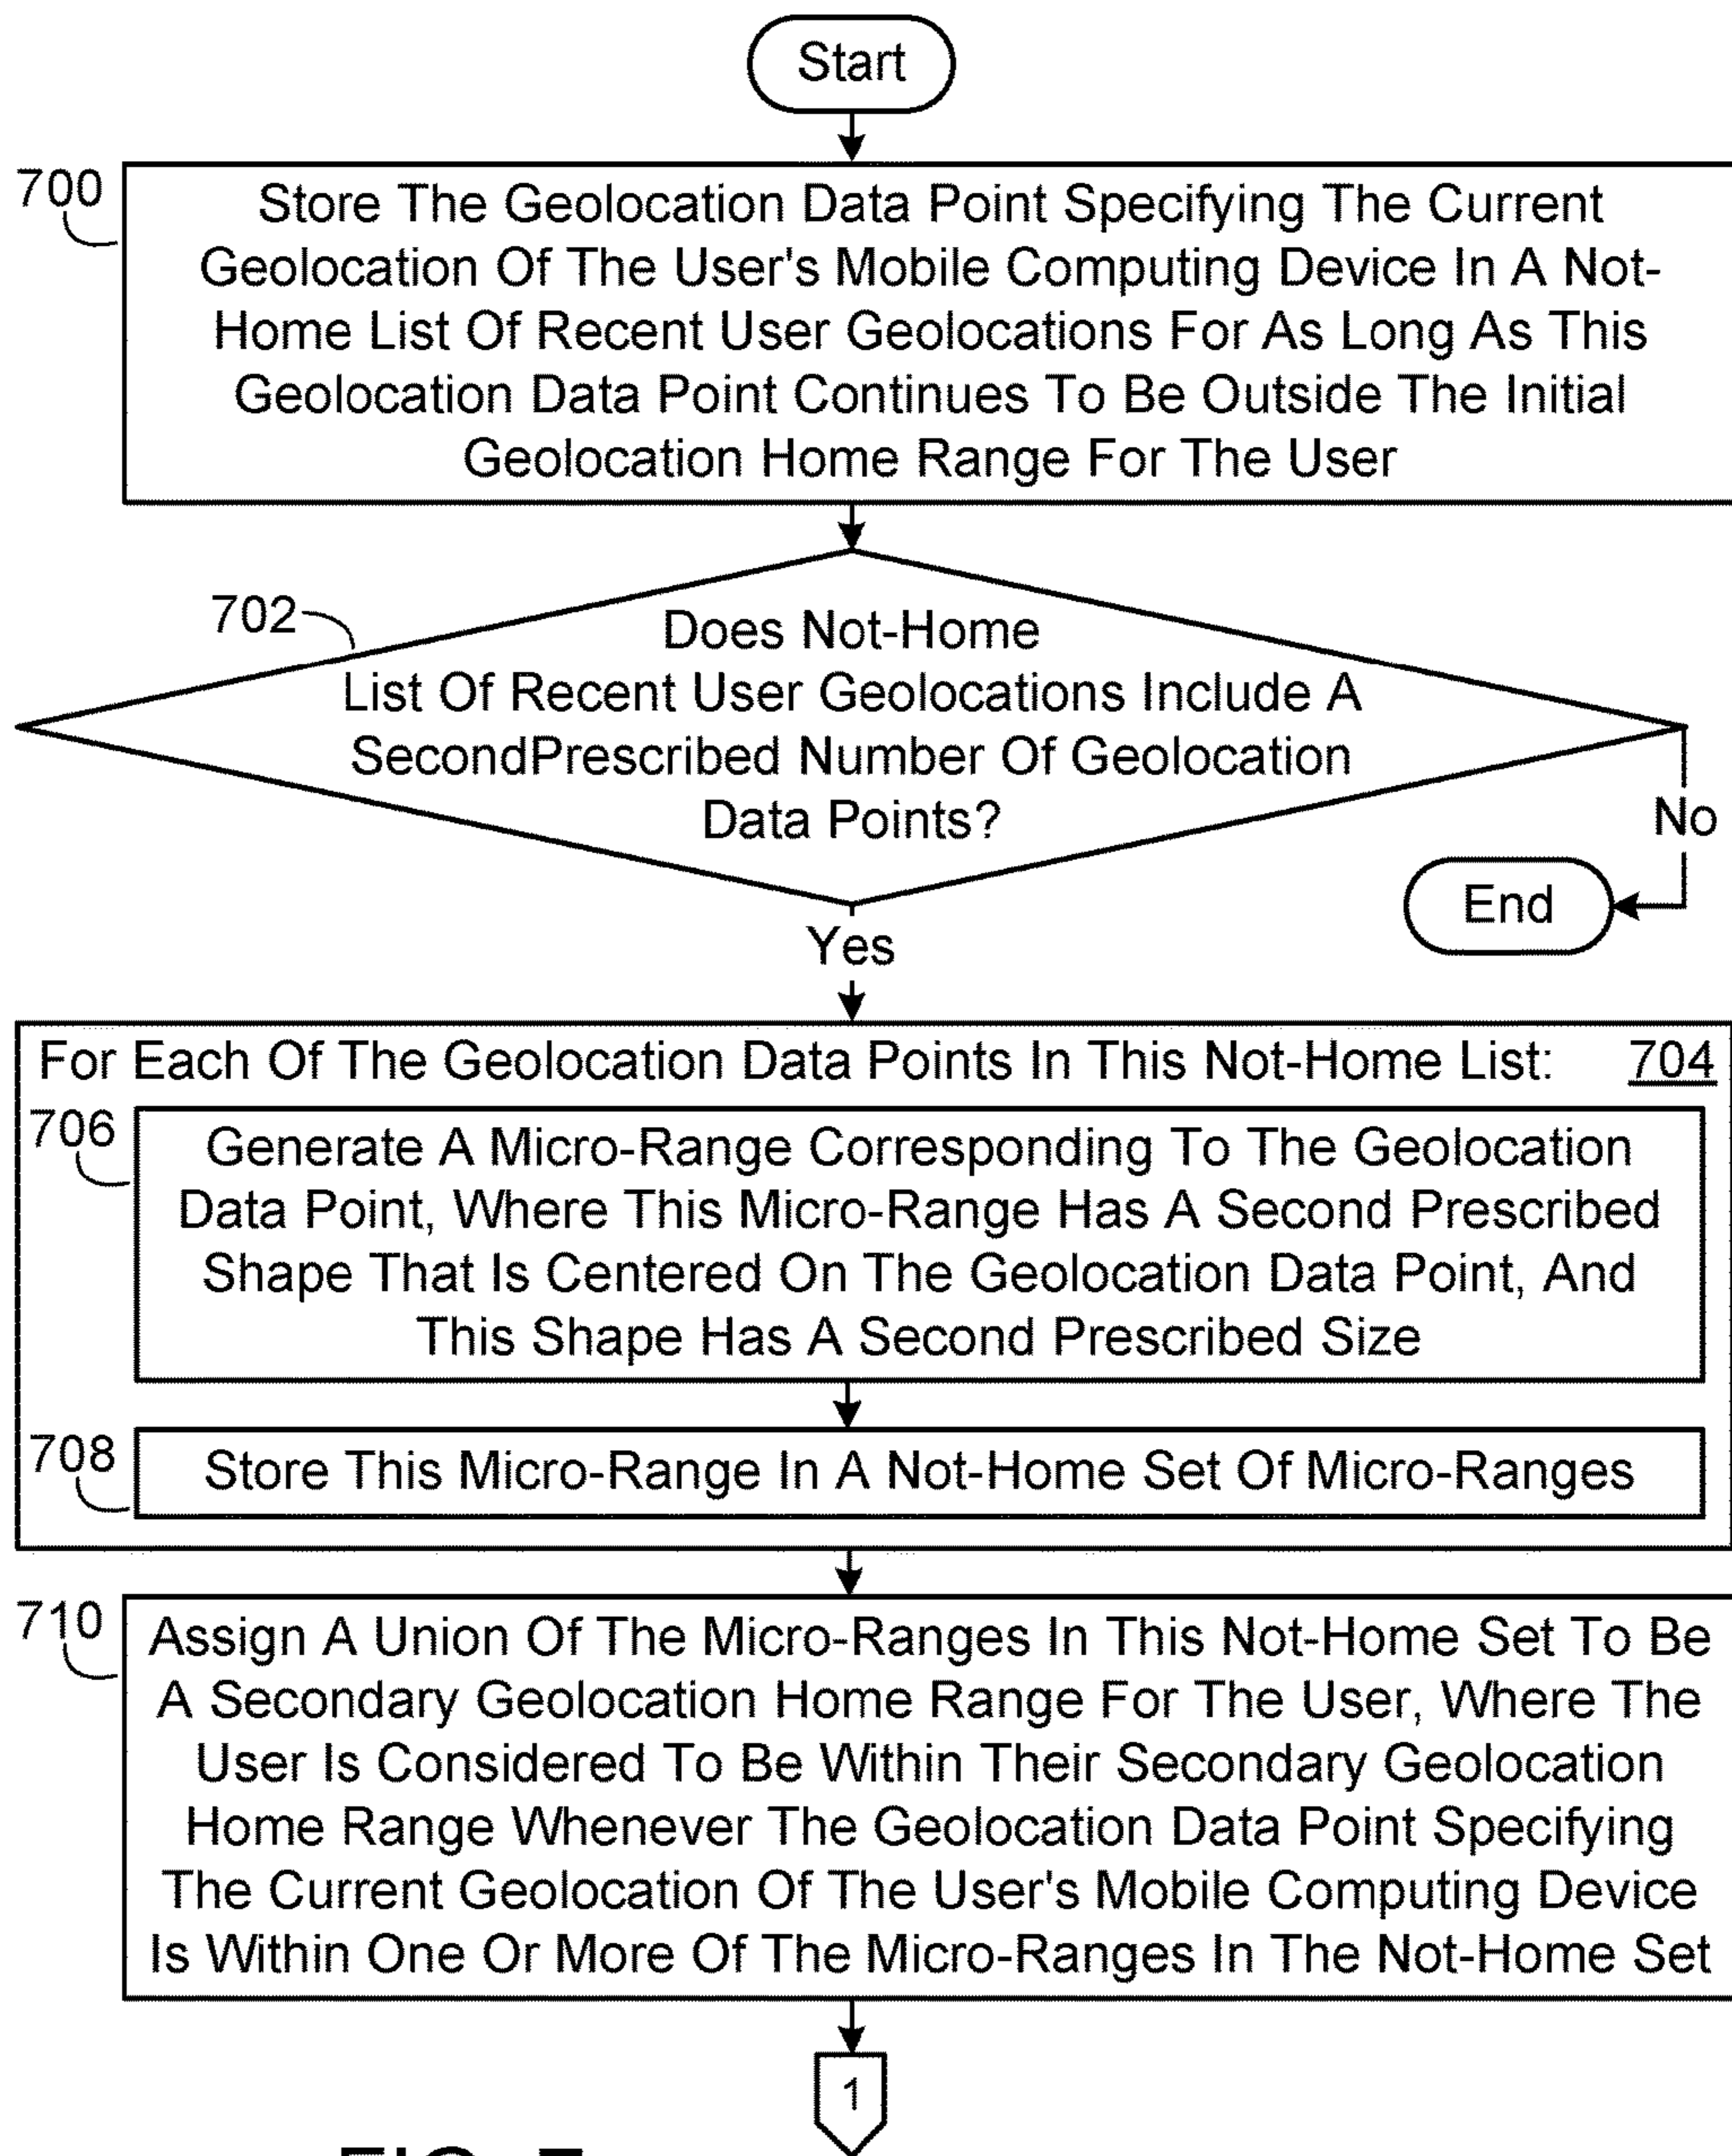 Start
700
Store The Geolocation Data Point Specifying The Current
Geolocation Of The User's Mobile Computing Device In A Not-
Home List Of Recent User Geolocations For As Long As This
Geolocation Data Point Continues To Be Outside The Initial
Geolocation Home Range For The User
702
Does Not-Home
List Of Recent User Geolocations Include A
SecondPrescribed Number Of Geolocation
Data Points?
No
End
Yes
For Each Of The Geolocation Data Points In This Not-Home List: 704
706
Generate A Micro-Range Corresponding To The Geolocation
Data Point, Where This Micro-Range Has A Second Prescribed
Shape That Is Centered On The Geolocation Data Point, And
This Shape Has A Second Prescribed Size
708
Store This Micro-Range In A Not-Home Set Of Micro-Ranges
710
Assign A Union Of The Micro-Ranges In This Not-Home Set To Be
A Secondary Geolocation Home Range For The User, Where The
User Is Considered To Be Within Their Secondary Geolocation
Home Range Whenever The Geolocation Data Point Specifying
The Current Geolocation Of The User's Mobile Computing Device
Is Within One Or More Of The Micro-Ranges In The Not-Home Set
1